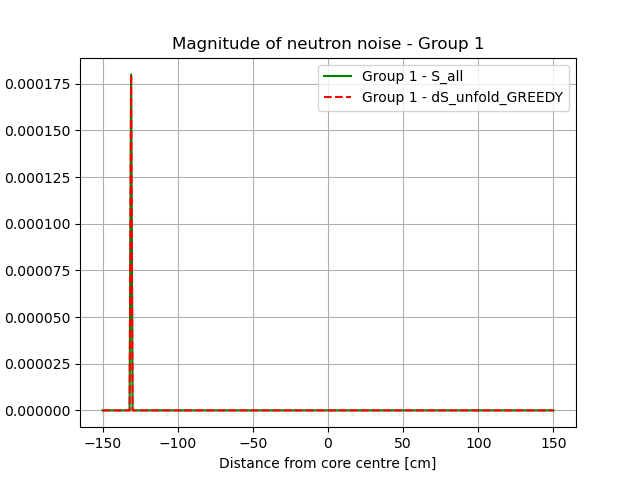 Magnitude of neutron noise - Group 1
Group 1 - S_all
Group 1 - dS_unfold_GREEDY
0.000175
0.000150
0.000125
0.000100
0.000075
0.000050
0.000025
0.000000
−150 −100 −50 0 50 100 150
Distance from core centre [cm]